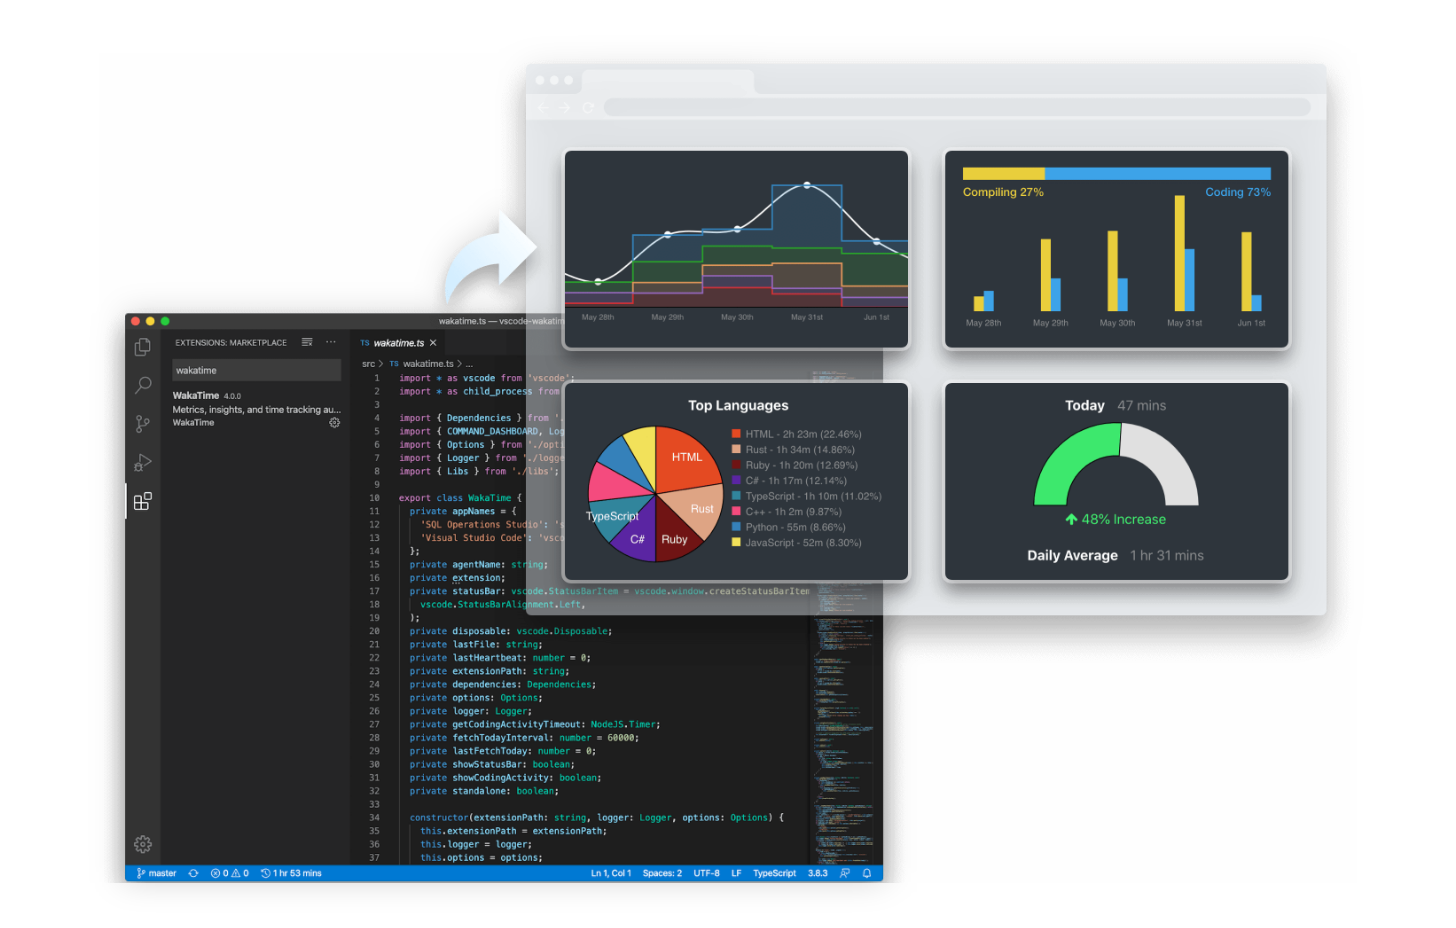 Compiling 27%
Coding 73%
May 28th
May 29th
May 30th
May 31st
Jun 1st
May 28th
May 29th
May 30th
May 31st
Jun 1st
Top Languages
HTML
Rust
Ruby
C#
TypeScript
HTML - 2h 23m (22.46%)
Rust - 1h 34m (14.86%)
Ruby - 1h 20m (12.69%)
C# - 1h 17m (12.14%)
TypeScript - 1h 10m (11.02%)
C++ - 1h 2m (9.87%)
Python - 55m (8.66%)
JavaScript - 52m (8.30%)
Today 47 mins
48% Increase
Daily Average 1 hr 31 mins
wakatime.ts — vscode-wakatim
EXTENSIONS: MARKETPLACE
wakatime
WakaTime 4.0.0
Metrics, insights, and time tracking au...
WakaTime
TS wakatime.ts ×
src > TS wakatime.ts > ...
1 import * as vscode from 'vscode';
2 import * as child_process from
3
4 import { Dependencies } from '.
5 import { COMMAND_DASHBOARD, Log
6 import { Options } from './opti
7 import { Logger } from './logge
8 import { Libs } from './libs';
9
10 export class WakaTime {
11 private appNames = {
12 'SQL Operations Studio': 's
13 'Visual Studio Code': 'vsco
14 };
15 private agentName: string;
16 private extension;
17 private statusBar: vscode.StatusBarItem = vscode.window.createStatusBarItem
18 vscode.StatusBarAlignment.Left,
19 );
20 private disposable: vscode.Disposable;
21 private lastFile: string;
22 private lastHeartbeat: number = 0;
23 private extensionPath: string;
24 private dependencies: Dependencies;
25 private options: Options;
26 private logger: Logger;
27 private getCodingActivityTimeout: NodeJS.Timer;
28 private fetchTodayInterval: number = 60000;
29 private lastFetchToday: number = 0;
30 private showStatusBar: boolean;
31 private showCodingActivity: boolean;
32 private standalone: boolean;
33
34 constructor(extensionPath: string, logger: Logger, options: Options) {
35 this.extensionPath = extensionPath;
36 this.logger = logger;
37 this.options = options;
master 0 0 1 hr 53 mins Ln 1, Col 1 Spaces: 2 UTF-8 LF TypeScript 3.8.3